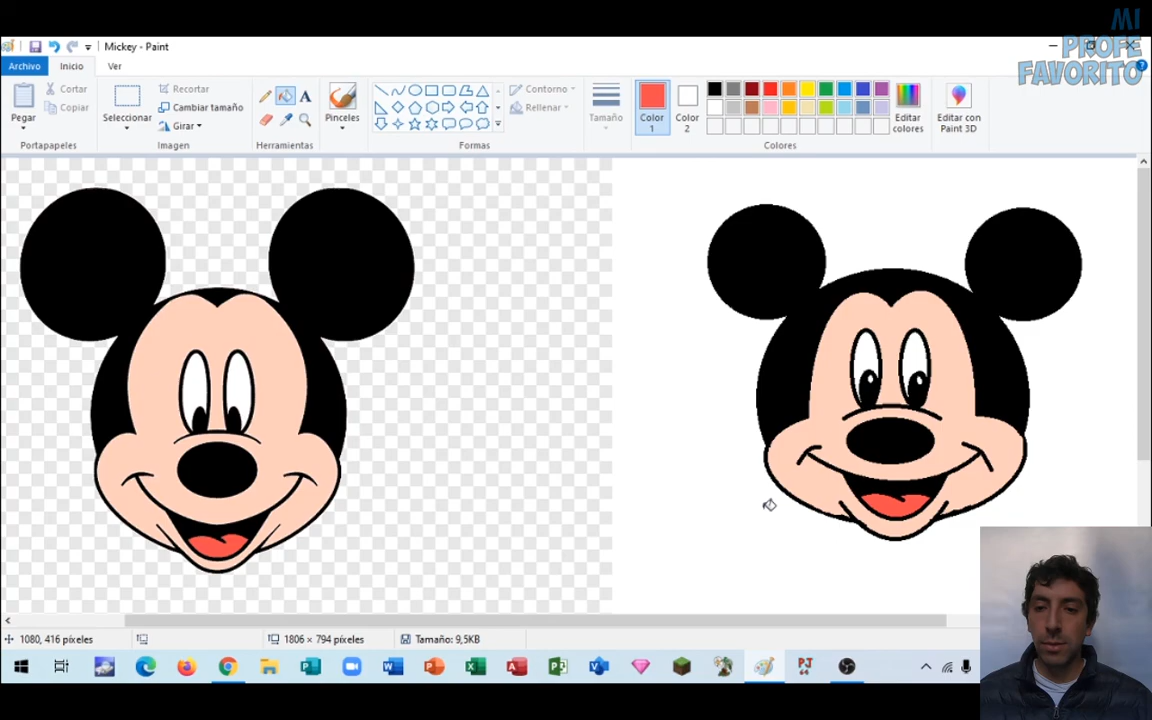 MI
PROFE
FAVORITO
Mickey - Paint
Archivo Inicio Ver
Pegar
Cortar
Copiar
Portapapeles
Seleccionar
Recortar
Cambiar tamaño
Girar
Imagen
Herramientas
Pinceles
Contorno
Rellenar
Formas
Tamaño
Color
1
Color
2
Editar
colores
Colores
Editar con
Paint 3D
1080, 416 píxeles
1806 × 794 píxeles
Tamaño: 9,5KB